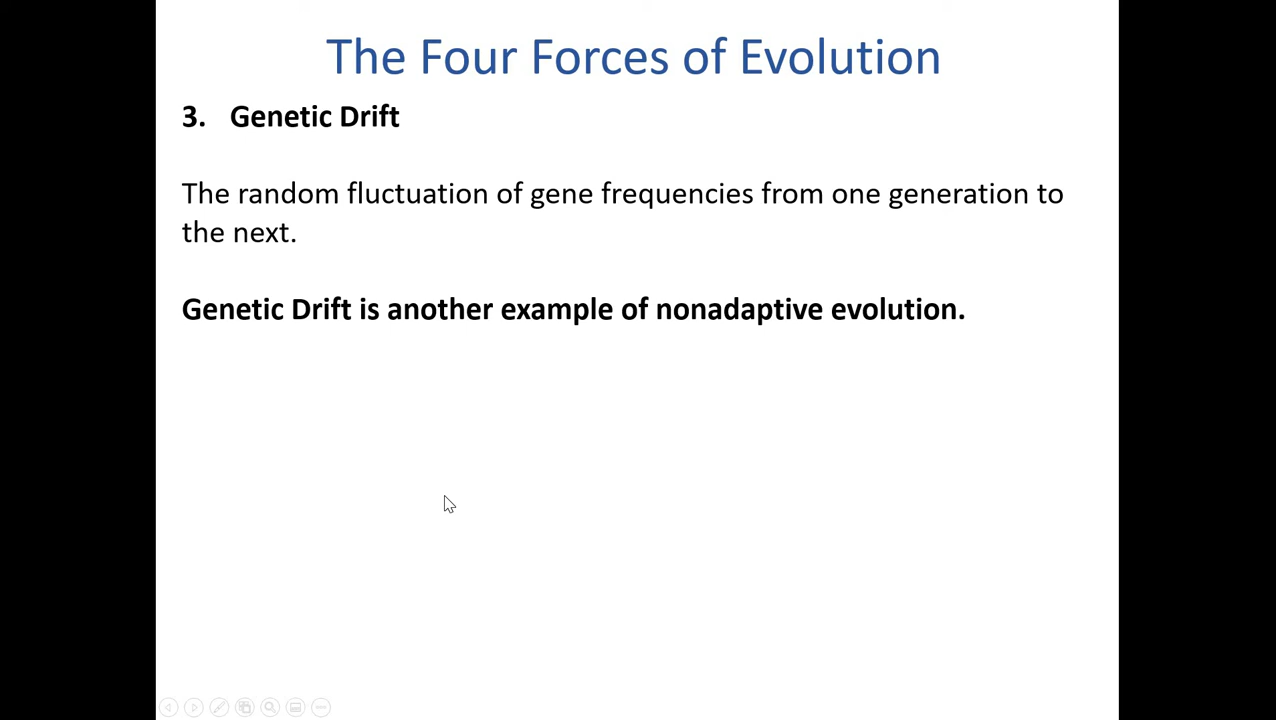 The Four Forces of Evolution
3. Genetic Drift
The random fluctuation of gene frequencies from one generation to
the next.
Genetic Drift is another example of nonadaptive evolution.